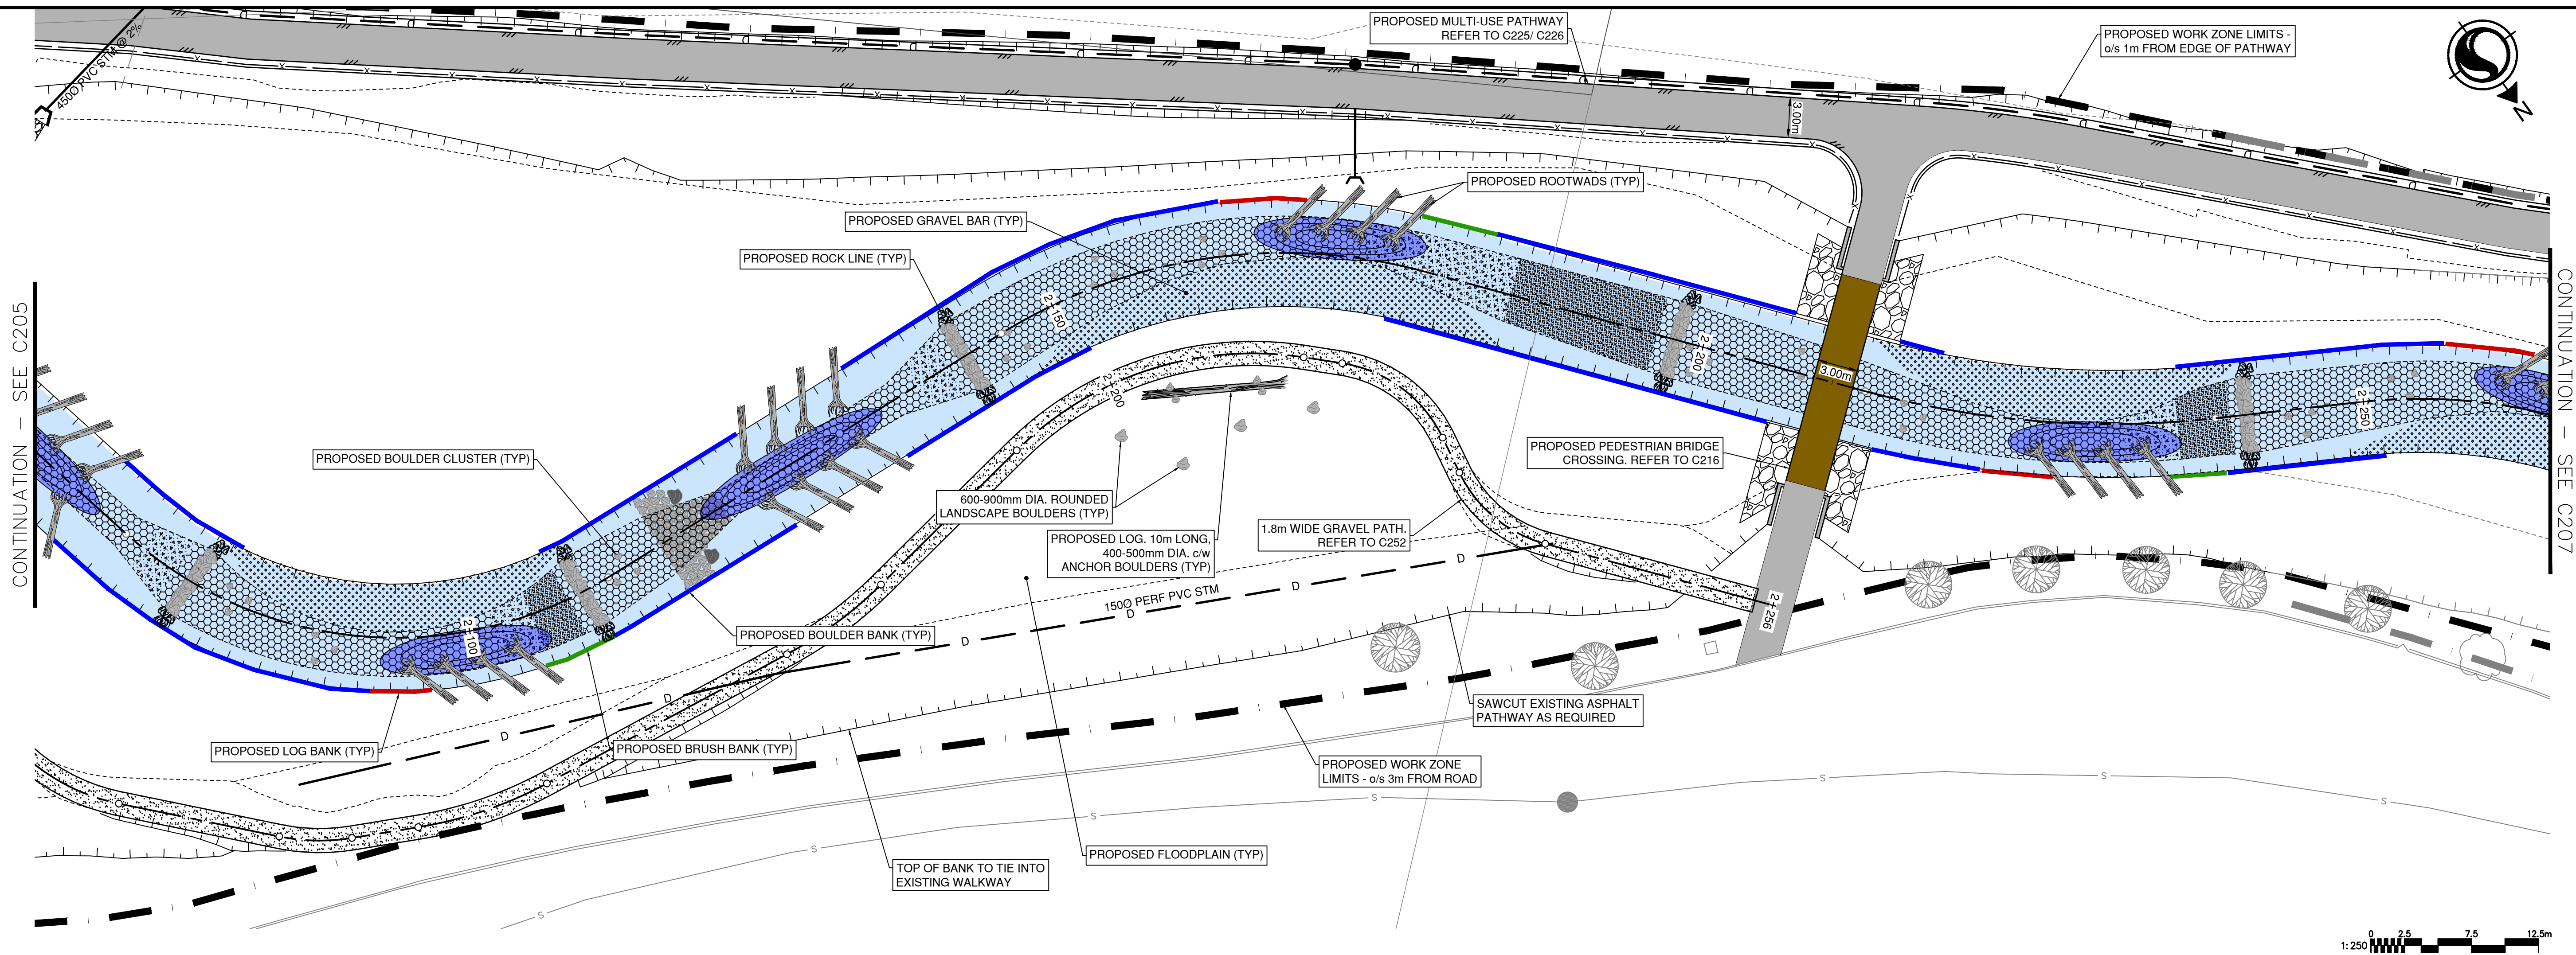 PROPOSED MULTI-USE PATHWAY
REFER TO C225/ C226
PROPOSED WORK ZONE LIMITS -
o/s 1m FROM EDGE OF PATHWAY
N
450Ø PVC STM @ 2%
3.00m
PROPOSED ROOTWADS (TYP)
PROPOSED GRAVEL BAR (TYP)
PROPOSED ROCK LINE (TYP)
2+150
2+200
3.00m
2+250
CONTINUATION - SEE C205
CONTINUATION - SEE C207
2+200
PROPOSED BOULDER CLUSTER (TYP)
PROPOSED PEDESTRIAN BRIDGE
CROSSING. REFER TO C216
600-900mm DIA. ROUNDED
LANDSCAPE BOULDERS (TYP)
PROPOSED LOG. 10m LONG,
400-500mm DIA. c/w
ANCHOR BOULDERS (TYP)
1.8m WIDE GRAVEL PATH.
REFER TO C252
150Ø PERF PVC STM
D
D
D
D
D
D
2+256
2+100
PROPOSED BOULDER BANK (TYP)
PROPOSED LOG BANK (TYP)
PROPOSED BRUSH BANK (TYP)
SAWCUT EXISTING ASPHALT
PATHWAY AS REQUIRED
PROPOSED WORK ZONE
LIMITS - o/s 3m FROM ROAD
PROPOSED FLOODPLAIN (TYP)
TOP OF BANK TO TIE INTO
EXISTING WALKWAY
S
S
S
S
S
S
S
1:250
0 2.5 7.5 12.5m